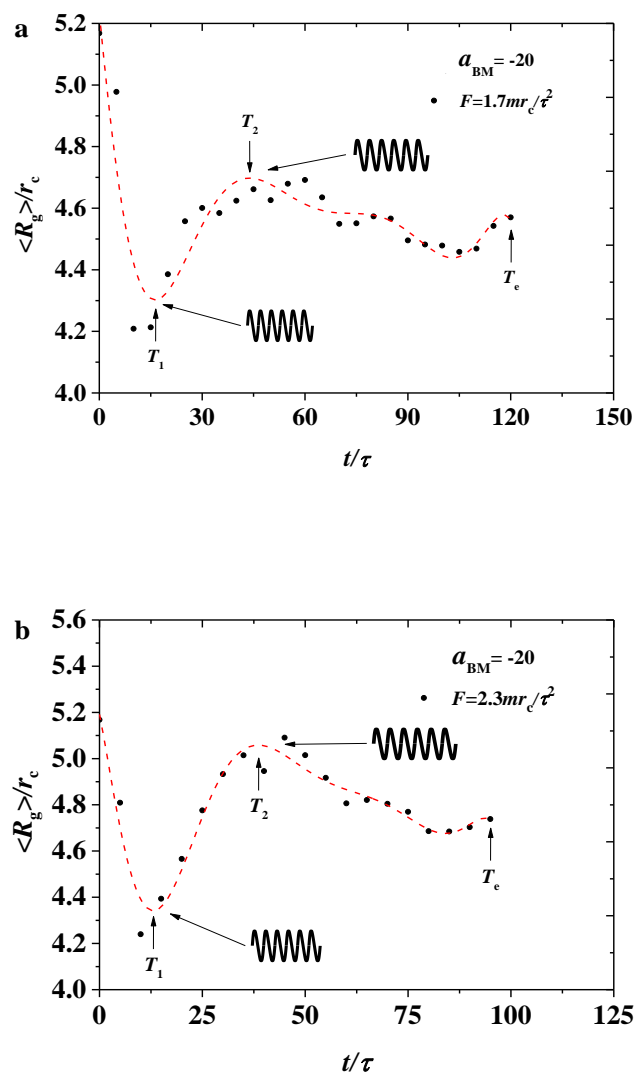 a
a_BM = -20
F=1.7mr_c/τ²
5.2
5.0
4.8
4.6
4.4
4.2
4.0
<R_g>/r_c
T_2
T_1
T_e
0
30
60
90
120
150
t/τ
b
a_BM = -20
F=2.3mr_c/τ²
5.6
5.4
5.2
5.0
4.8
4.6
4.4
4.2
4.0
<R_g>/r_c
T_2
T_1
T_e
0
25
50
75
100
125
t/τ